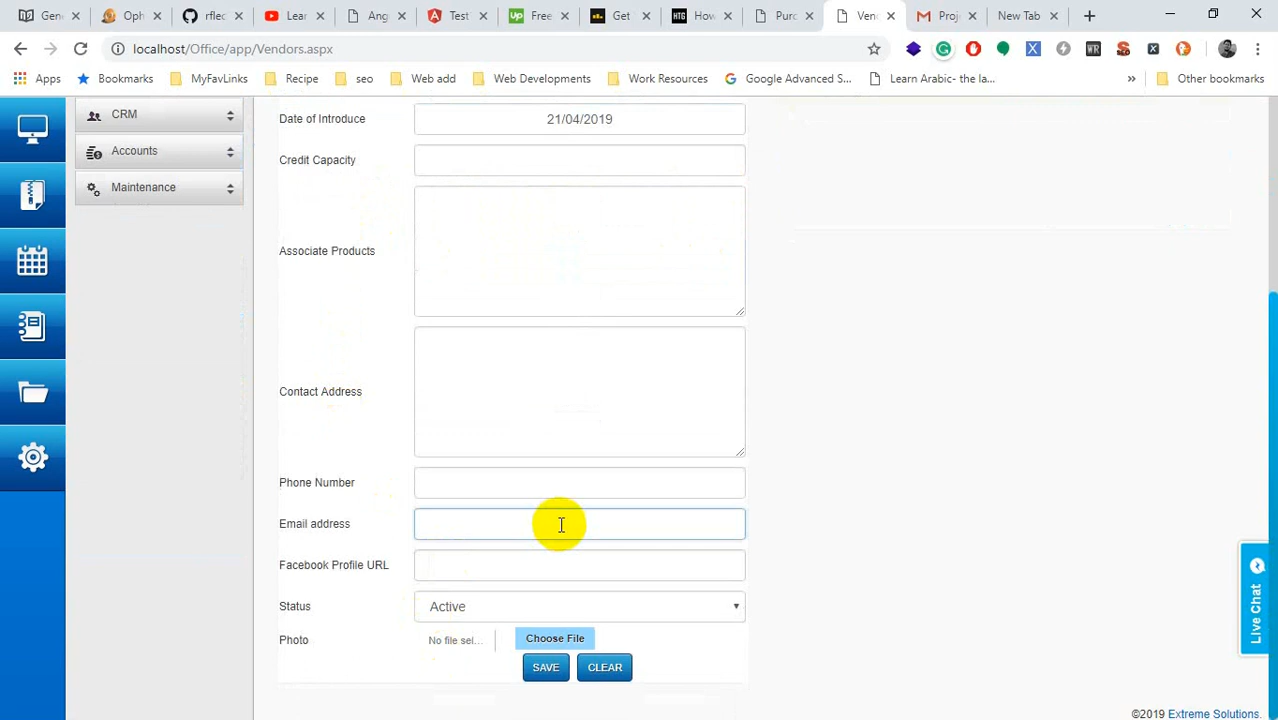 Gene
Oph
rflec
Lear
Ang
Test
Free
Get
How
Purc
Vend
Proj
New Tab
localhost/Office/app/Vendors.aspx
Apps
Bookmarks
MyFavLinks
Recipe
seo
Web add
Web Developments
Work Resources
Google Advanced S...
Learn Arabic- the la...
»
Other bookmarks
CRM
Accounts
Maintenance
Date of Introduce
21/04/2019
Credit Capacity
Associate Products
Contact Address
Phone Number
Email address
Facebook Profile URL
Status
Active
Photo
No file sel...
Choose File
SAVE
CLEAR
Live Chat
©2019 Extreme Solutions.